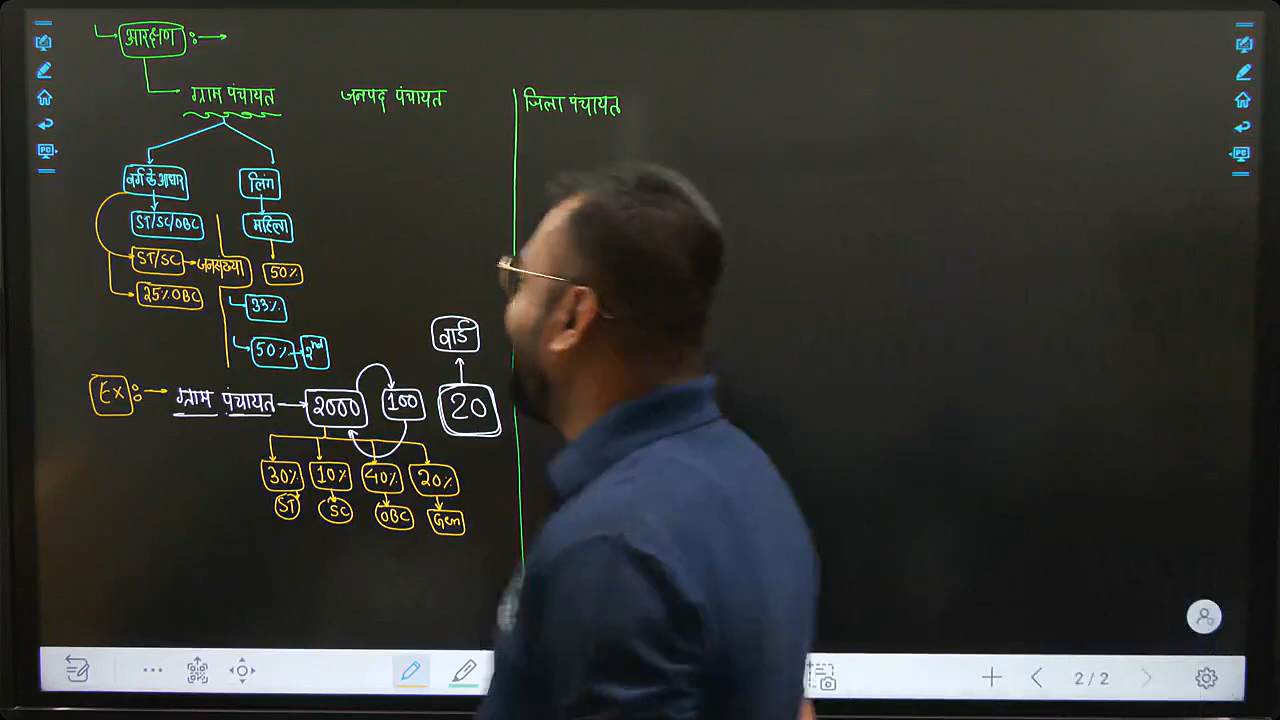 आरक्षण :→
ग्राम पंचायत जनपद पंचायत जिला पंचायत
वर्ग के आधार लिंग
ST/SC/OBC महिला
ST/SC → जनसंख्या 50%
25% OBC 33%
50% → 2nd
वार्ड
Ex :→ ग्राम पंचायत → 2000 100 20
30% 10% 40% 20%
ST SC OBC Gen
2/2